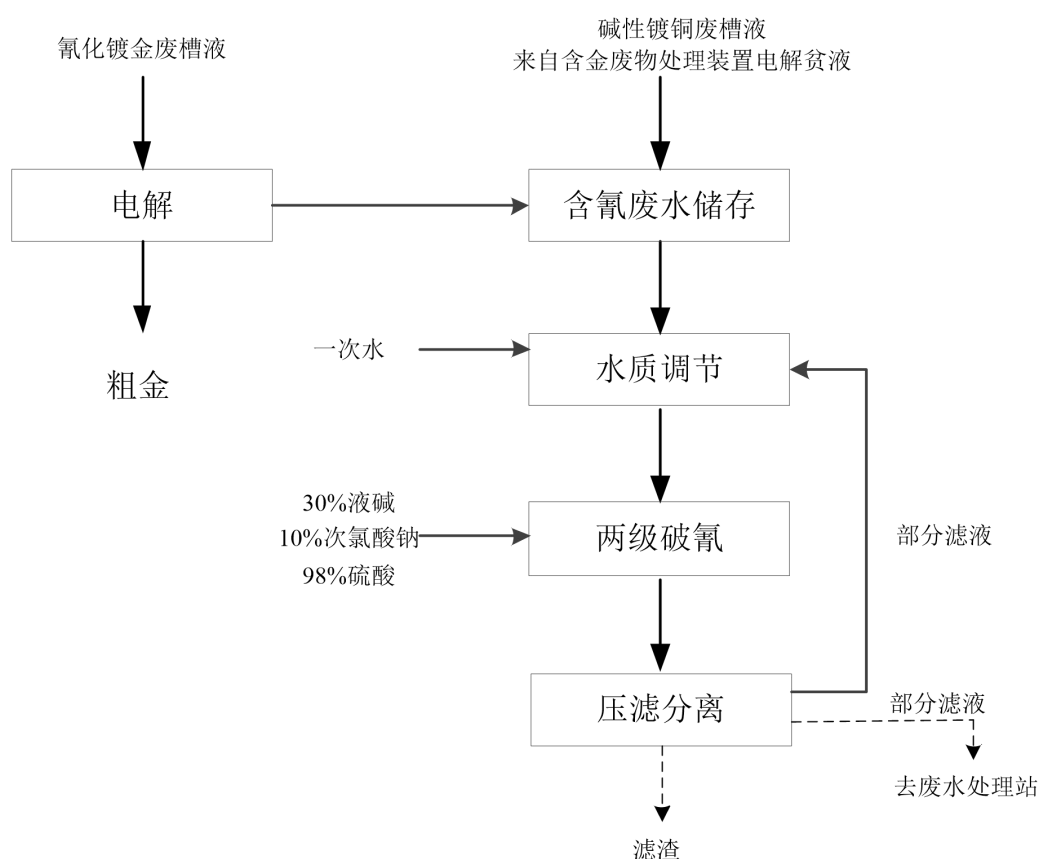 氰化镀金废槽液
碱性镀铜废槽液
来自含金废物处理装置电解贫液
电解
含氰废水储存
一次水
水质调节
粗金
30%液碱
10%次氯酸钠
98%硫酸
两级破氰
部分滤液
压滤分离
部分滤液
去废水处理站
滤渣